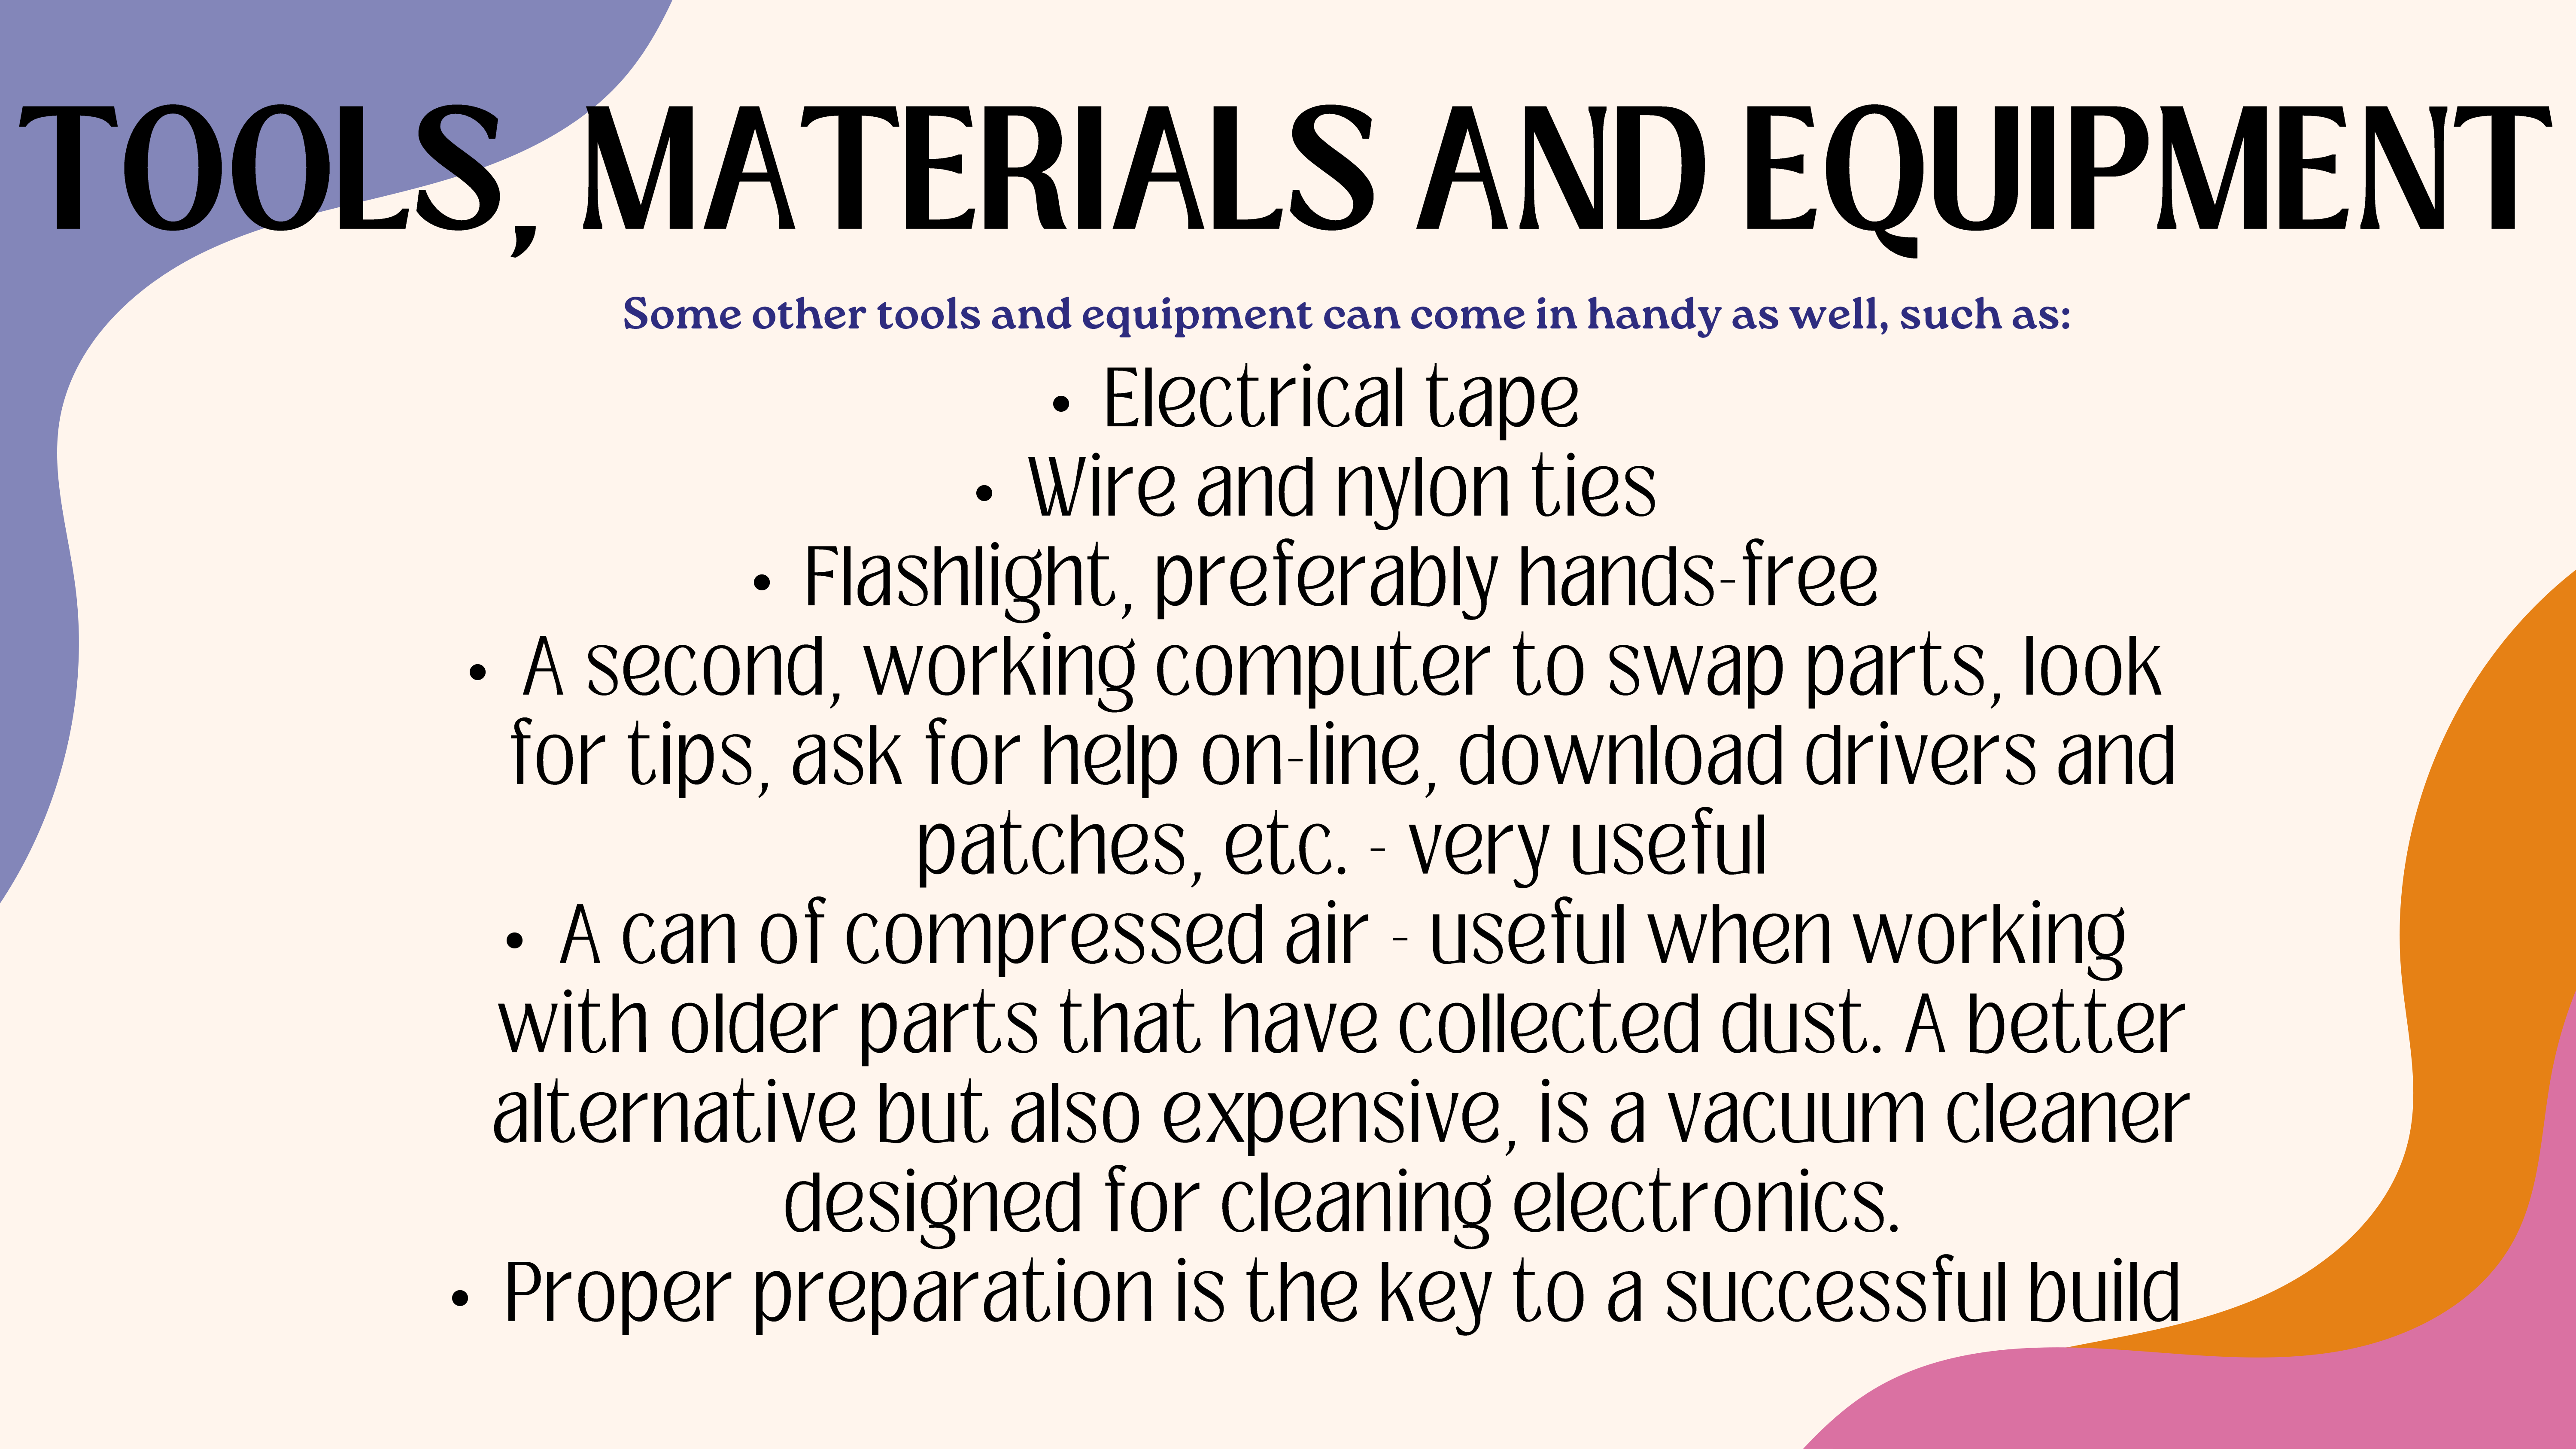 TOOLS, MATERIALS AND EQUIPMENT
Some other tools and equipment can come in handy as well, such as:
• Electrical tape
• Wire and nylon ties
• Flashlight, preferably hands-free
• A second, working computer to swap parts, look
for tips, ask for help on-line, download drivers and
patches, etc. - very useful
• A can of compressed air - useful when working
with older parts that have collected dust. A better
alternative but also expensive, is a vacuum cleaner
designed for cleaning electronics.
• Proper preparation is the key to a successful build